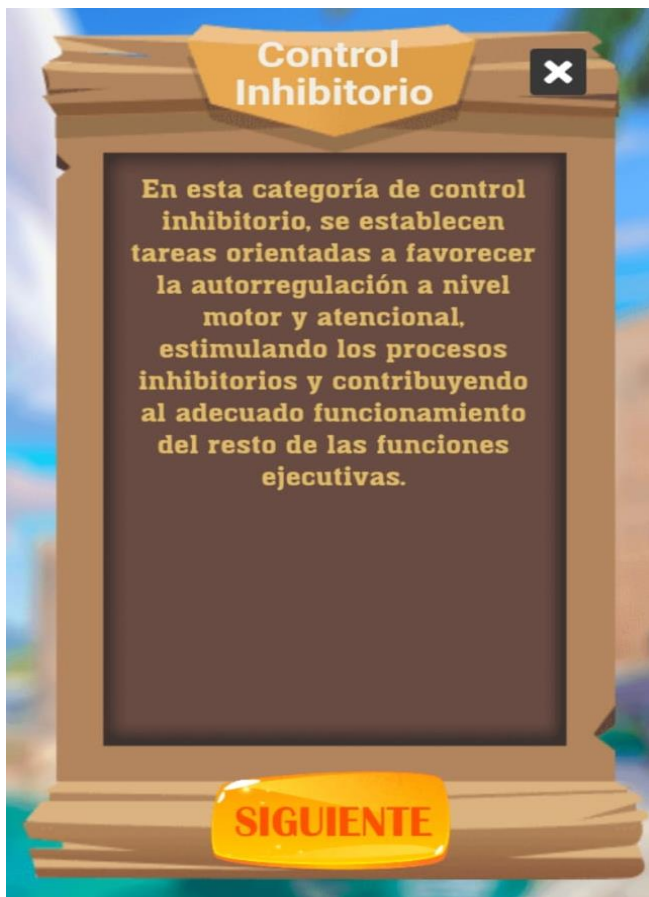 Control
Inhibitorio
En esta categoría de control
inhibitorio, se establecen
tareas orientadas a favorecer
la autorregulación a nivel
motor y atencional,
estimulando los procesos
inhibitorios y contribuyendo
al adecuado funcionamiento
del resto de las funciones
ejecutivas.
SIGUIENTE